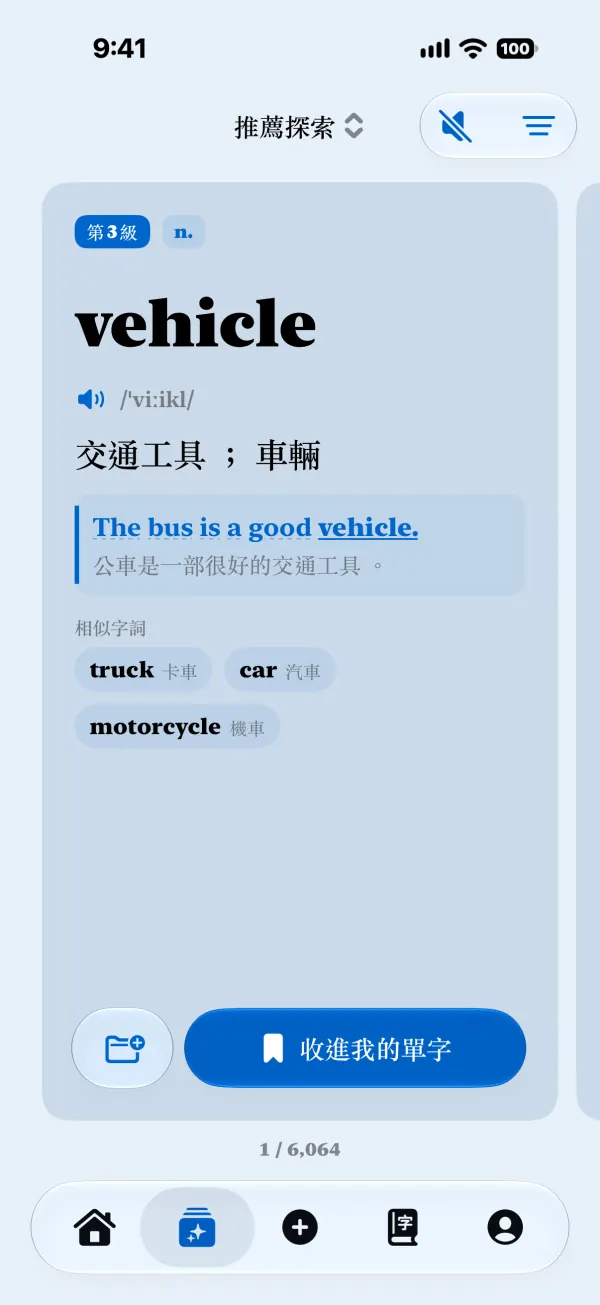 9:41
100
推薦探索
第3級 n.
vehicle
/ˈviːikl/
交通工具 ; 車輛
The bus is a good vehicle.
公車是一部很好的交通工具 。
相似字詞
truck 卡車 car 汽車
motorcycle 機車
收進我的單字
1 / 6,064
字